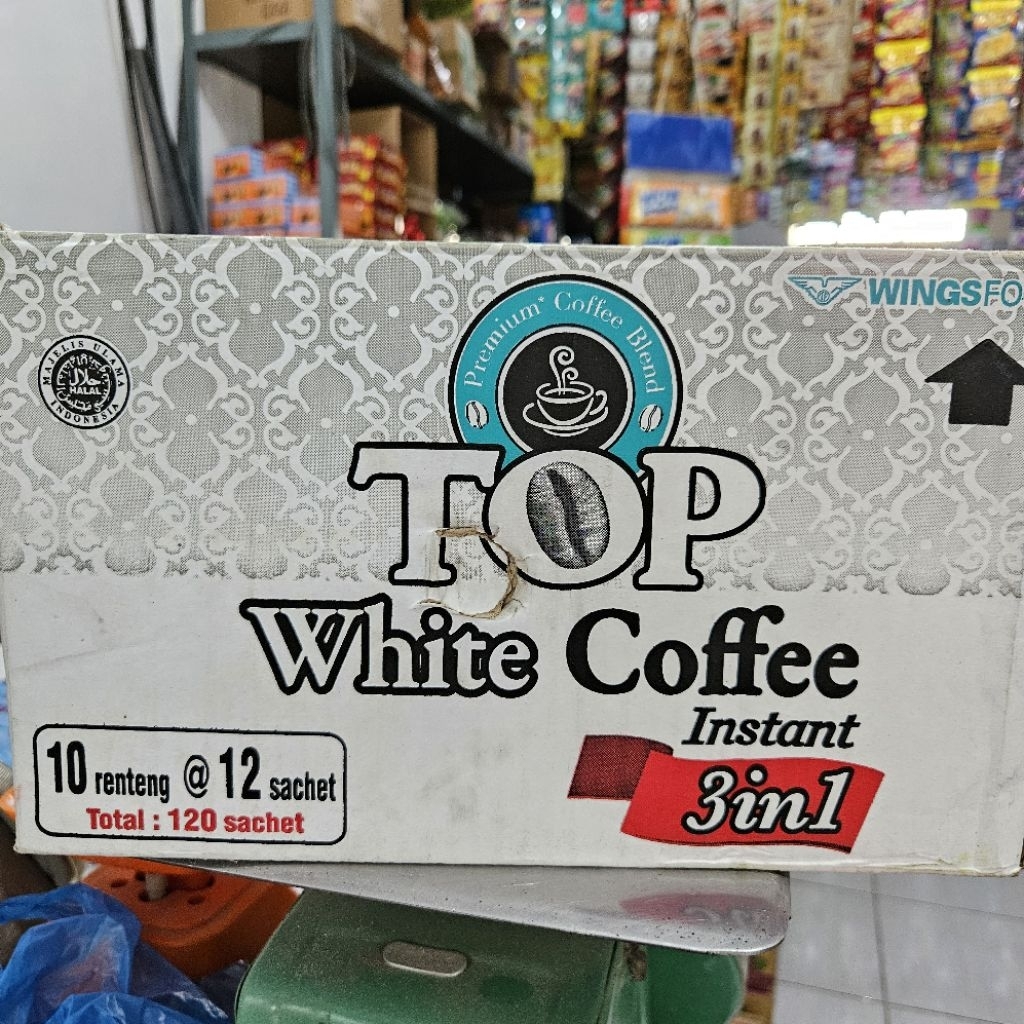 WINGSFO
Premium* Coffee Blend
MAJELIS ULAMA
حلال
HALAL
INDONESIA
TOP
White Coffee
Instant
3in1
10 renteng @ 12 sachet
Total : 120 sachet